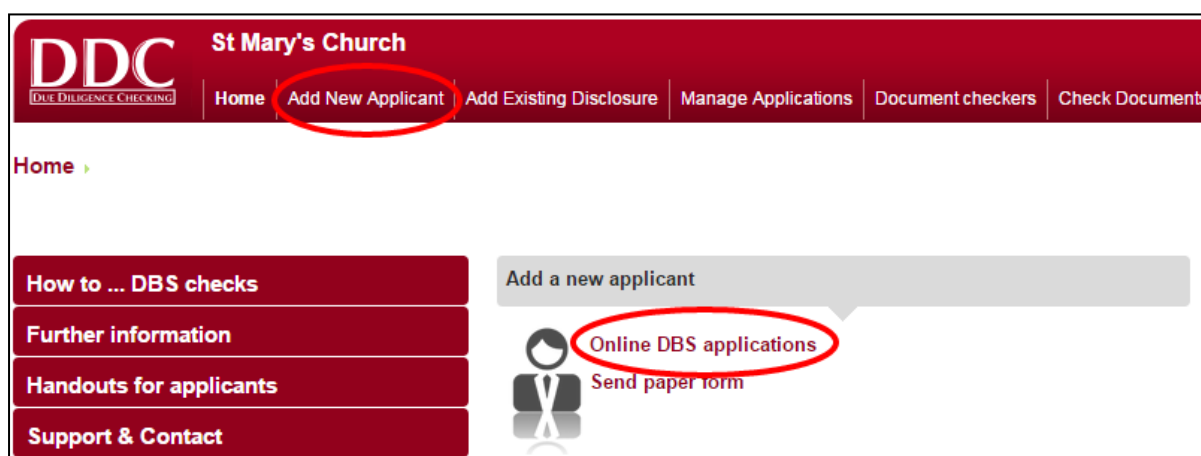 DDC
DUE DILIGENCE CHECKING
St Mary's Church
Home Add New Applicant Add Existing Disclosure Manage Applications Document checkers Check Documents
Home
How to ... DBS checks
Further information
Handouts for applicants
Support & Contact
Add a new applicant
Online DBS applications
Send paper form